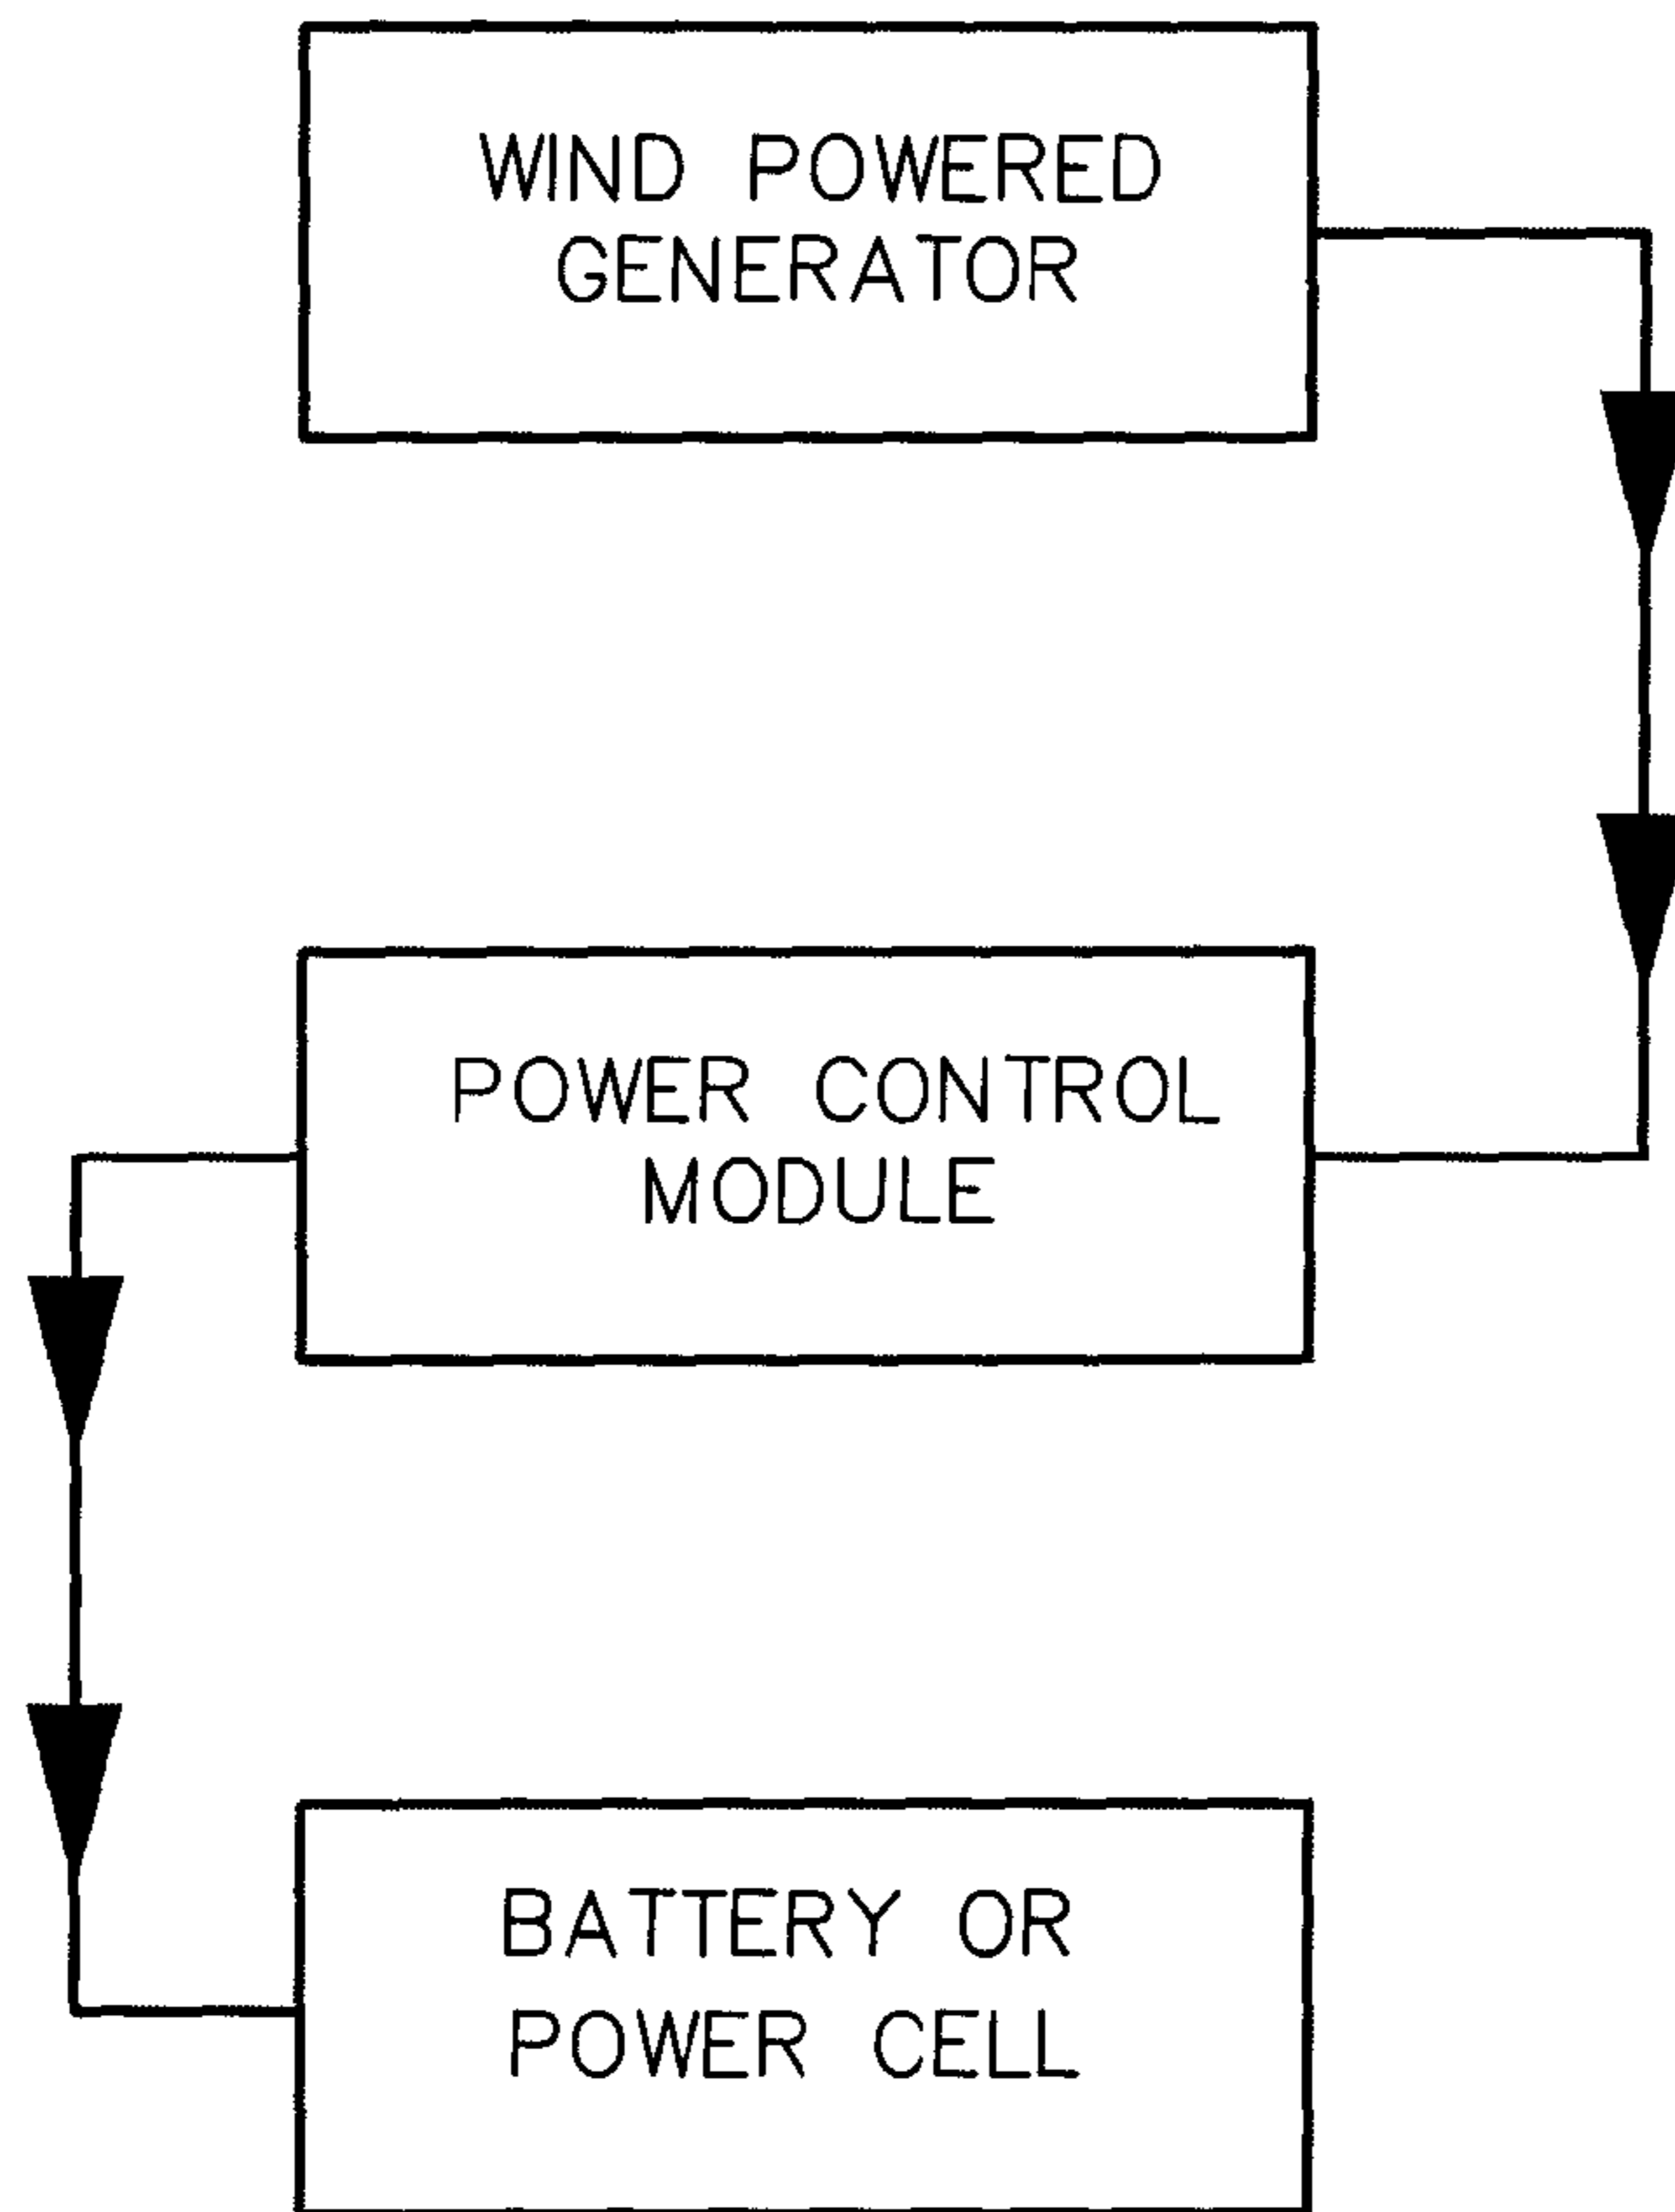 WIND POWERED
GENERATOR
POWER CONTROL
MODULE
BATTERY OR
POWER CELL